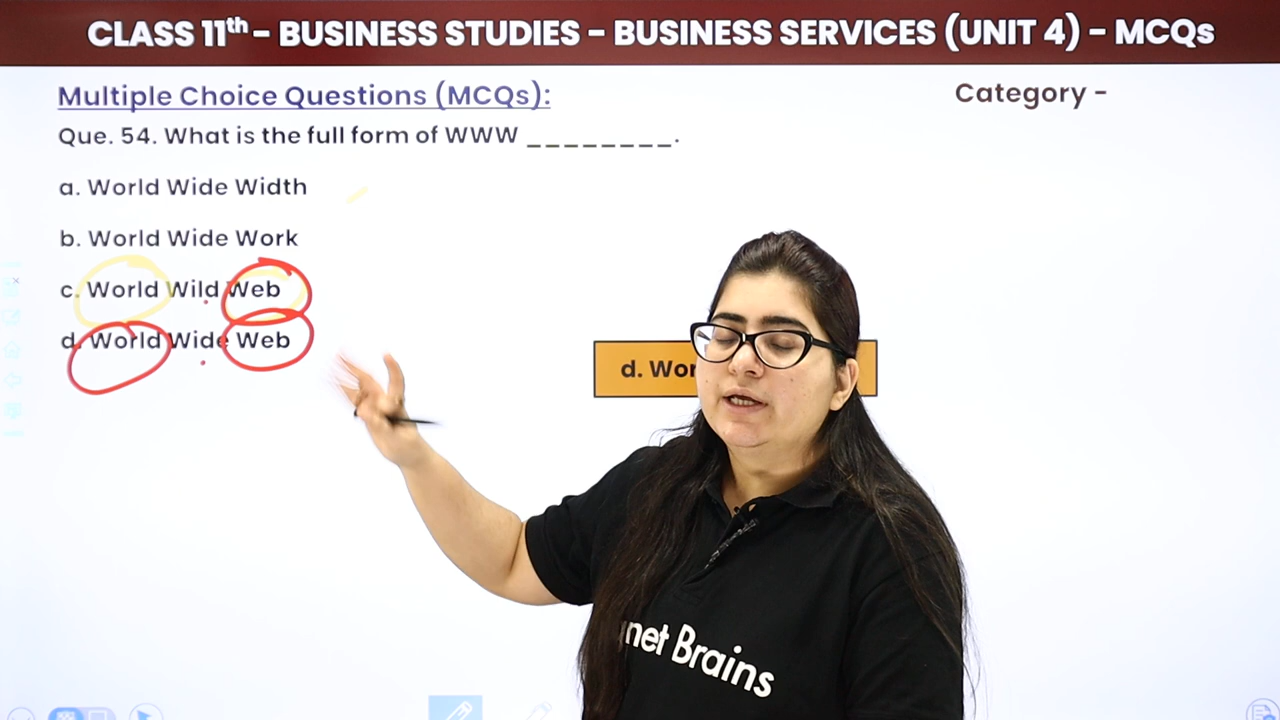 CLASS 11th - BUSINESS STUDIES - BUSINESS SERVICES (UNIT 4) - MCQs
Multiple Choice Questions (MCQs):
Category -
Que. 54. What is the full form of WWW ________.
a. World Wide Width
b. World Wide Work
c. World Wild Web
d. World Wide Web
d. Wor
net Brains